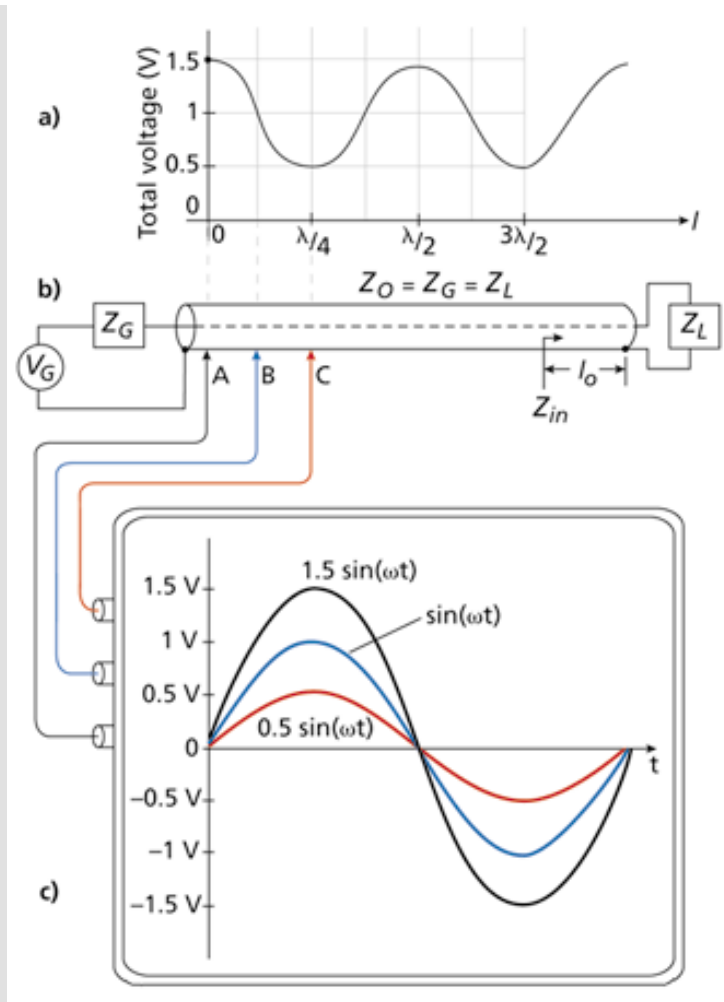 a)
Total voltage (V)
1.5
1
0.5
0
0 λ/4 λ/2 3λ/2 l
b)
Z_O = Z_G = Z_L
Z_G
V_G
Z_L
A B C
l_o
Z_in
c)
1.5 V
1 V
0.5 V
0
–0.5 V
–1 V
–1.5 V
1.5 sin(ωt)
sin(ωt)
0.5 sin(ωt)
t